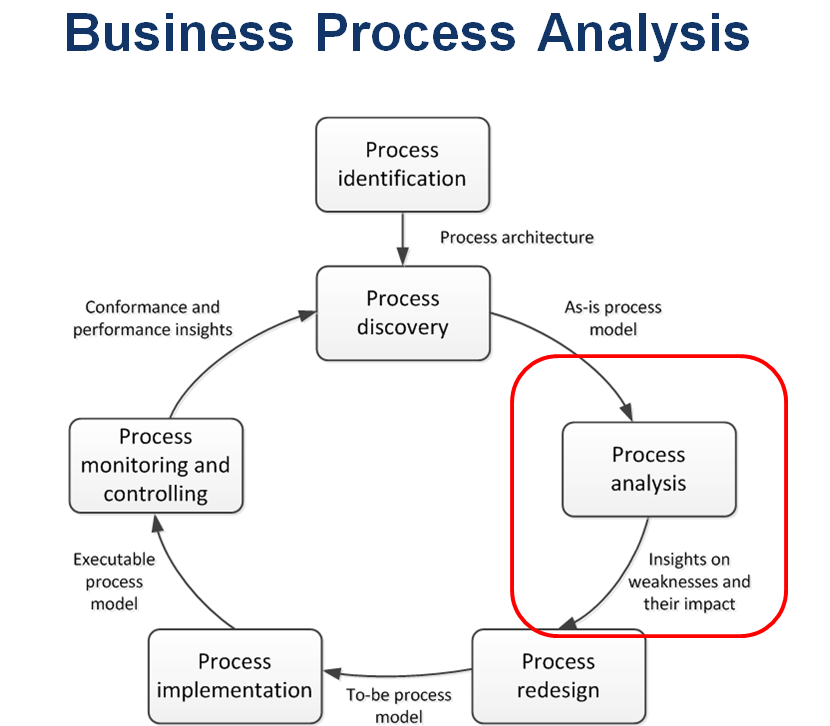 Business Process Analysis
Process
identification
Process architecture
Process
discovery
Conformance and
performance insights
As-is process
model
Process
monitoring and
controlling
Process
analysis
Executable
process
model
Insights on
weaknesses and
their impact
Process
implementation
To-be process
model
Process
redesign